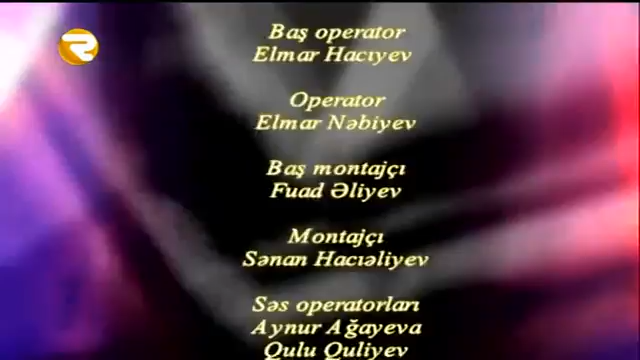 Baş operator
Elmar Hacıyev
Operator
Elmar Nəbiyev
Baş montajçı
Fuad Əliyev
Montajçı
Sənan Hacıəliyev
Səs operatorları
Aynur Ağayeva
Qulu Quliyev